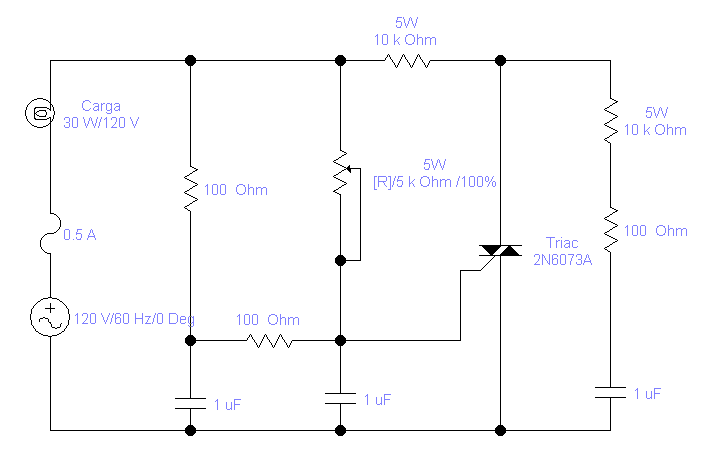 5W
10 k Ohm
Carga
30 W/120 V
5W
10 k Ohm
5W
[R]/5 k Ohm /100%
100  Ohm
0.5 A
100  Ohm
Triac
2N6073A
120 V/60 Hz/0 Deg
100  Ohm
1 uF
1 uF
1 uF